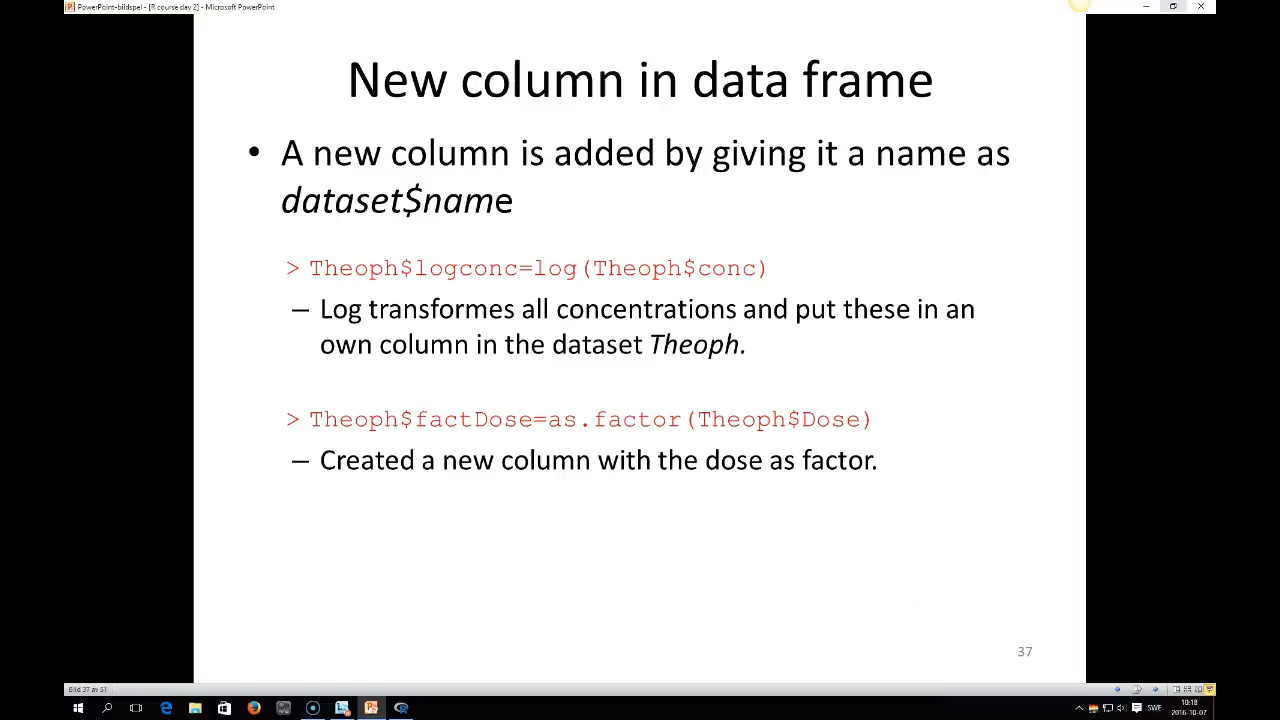 PowerPoint-bildspel - [R course day 2] - Microsoft PowerPoint
New column in data frame
• A new column is added by giving it a name as
dataset$name
> Theoph$logconc=log(Theoph$conc)
– Log transformes all concentrations and put these in an
own column in the dataset Theoph.
> Theoph$factDose=as.factor(Theoph$Dose)
– Created a new column with the dose as factor.
37
Bild 37 av 51
SWE
10:18
2016-10-07